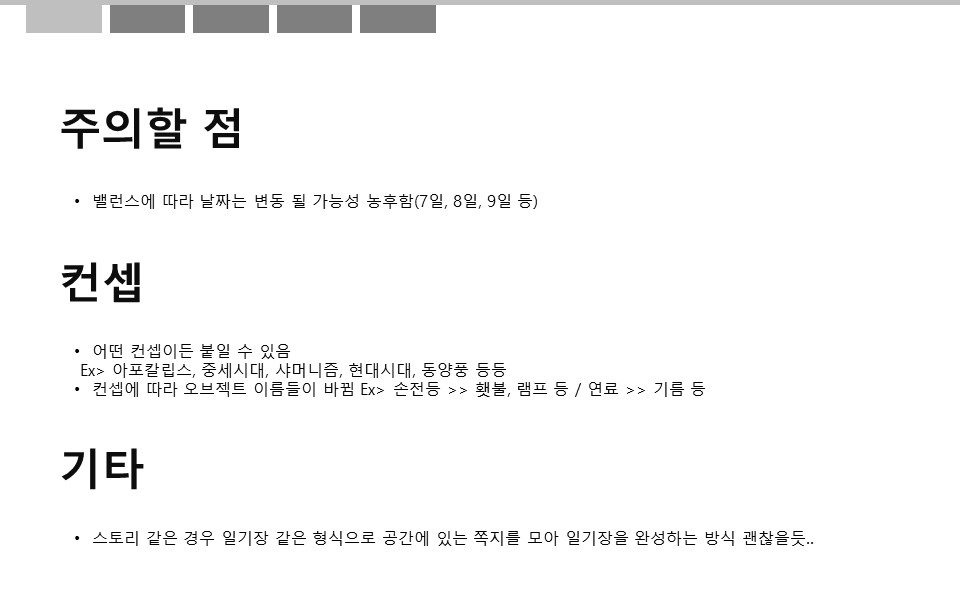 주의할 점
• 밸런스에 따라 날짜는 변동 될 가능성 농후함(7일, 8일, 9일 등)
컨셉
• 어떤 컨셉이든 붙일 수 있음
Ex> 아포칼립스, 중세시대, 샤머니즘, 현대시대, 동양풍 등등
• 컨셉에 따라 오브젝트 이름들이 바뀜 Ex> 손전등 >> 횃불, 램프 등 / 연료 >> 기름 등
기타
• 스토리 같은 경우 일기장 같은 형식으로 공간에 있는 쪽지를 모아 일기장을 완성하는 방식 괜찮을듯..